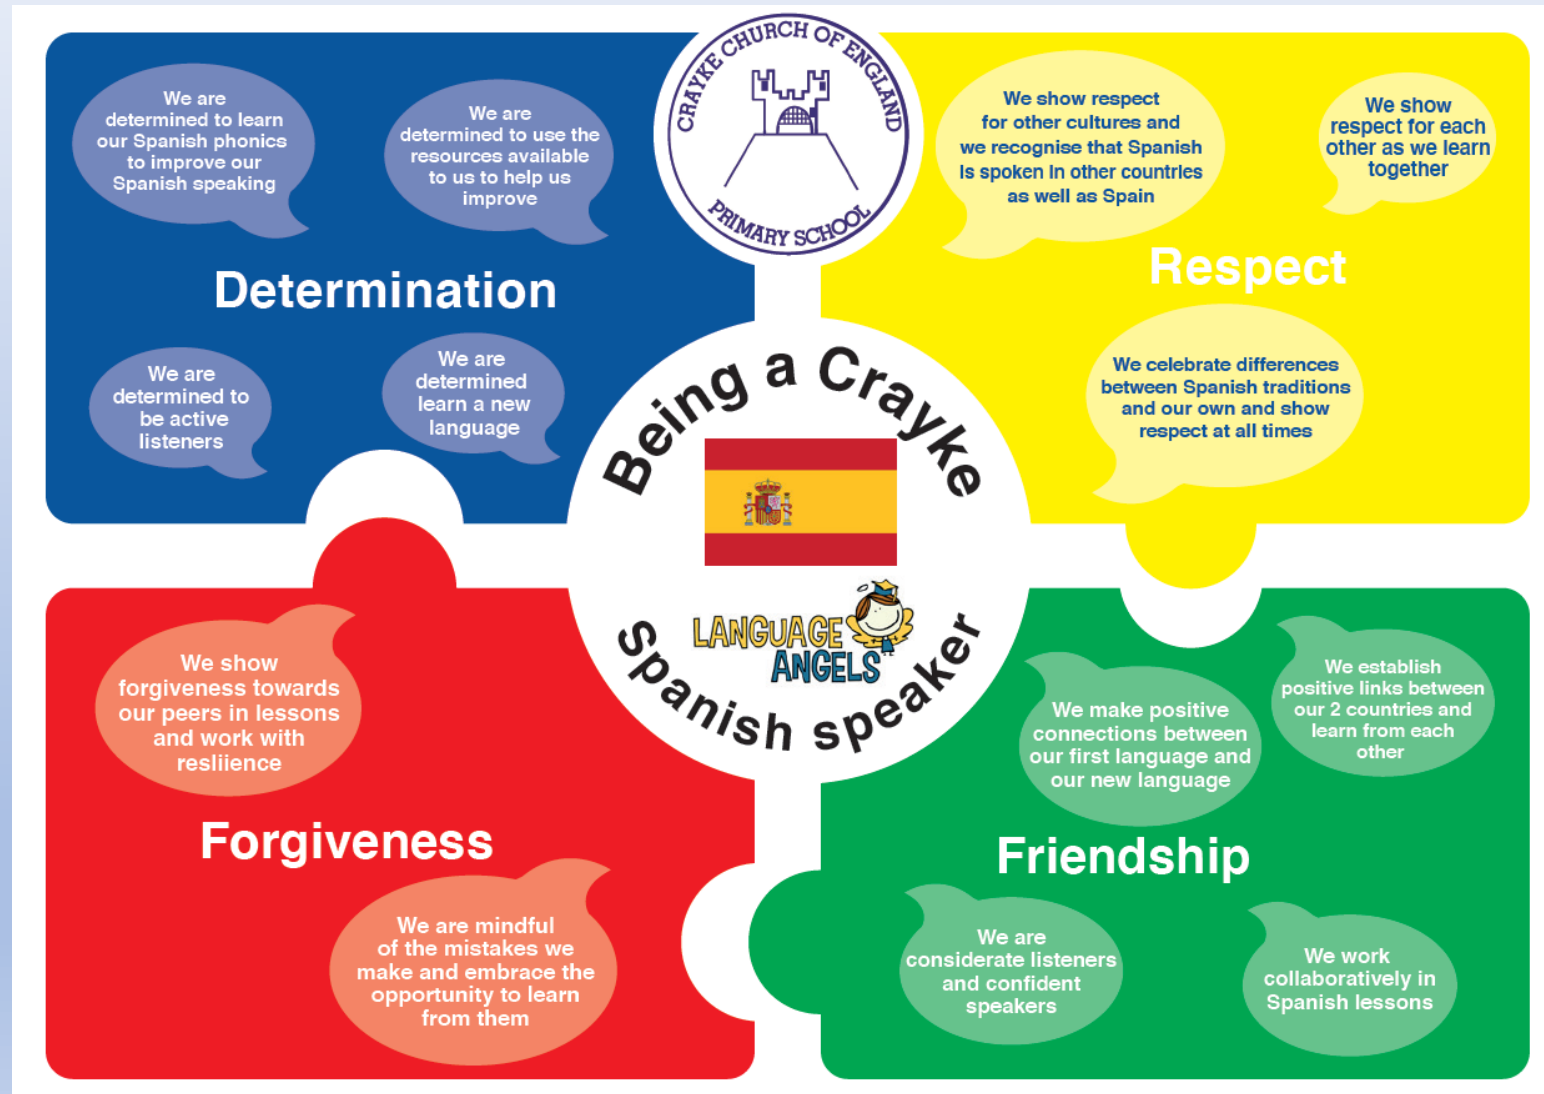 CRAYKE CHURCH OF ENGLAND
PRIMARY SCHOOL
We are
determined to learn
our Spanish phonics
to improve our
Spanish speaking
We are
determined to use the
resources available
to us to help us
improve
Determination
We are
determined to
be active
listeners
We are
determined
learn a new
language
We show respect
for other cultures and
we recognise that Spanish
is spoken in other countries
as well as Spain
We show
respect for each
other as we learn
together
Respect
We celebrate differences
between Spanish traditions
and our own and show
respect at all times
Being a Crayke
LANGUAGE
ANGELS
Spanish speaker
We show
forgiveness towards
our peers in lessons
and work with
resliience
Forgiveness
We are mindful
of the mistakes we
make and embrace the
opportunity to learn
from them
We make positive
connections between
our first language and
our new language
We establish
positive links between
our 2 countries and
learn from each
other
Friendship
We are
considerate listeners
and confident
speakers
We work
collaboratively in
Spanish lessons